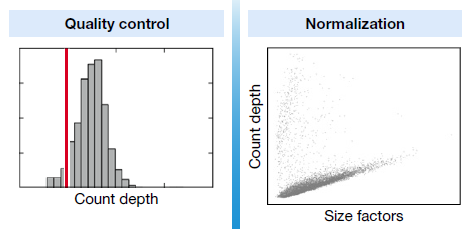 Quality control
Count depth
Normalization
Count depth
Size factors